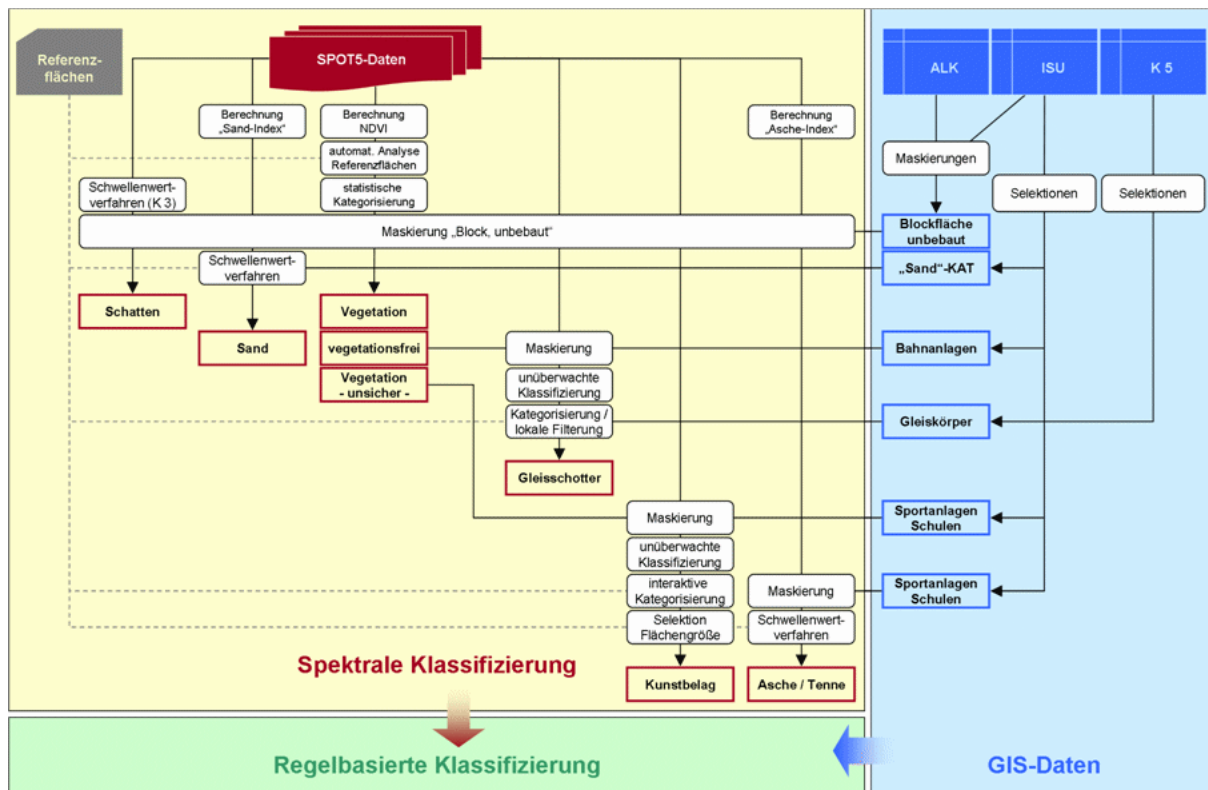 Referenz-
flächen
SPOT5-Daten
ALK
ISU
K 5
Berechnung
„Sand-Index“
Berechnung
NDVI
Berechnung
„Asche-Index“
automat. Analyse
Referenzflächen
Maskierungen
Schwellenwert-
verfahren (K 3)
statistische
Kategorisierung
Selektionen
Selektionen
Maskierung „Block, unbebaut“
Blockfläche
unbebaut
Schwellenwert-
verfahren
„Sand“-KAT
Schatten
Vegetation
Sand
vegetationsfrei
Maskierung
Bahnanlagen
Vegetation
- unsicher -
unüberwachte
Klassifizierung
Kategorisierung /
lokale Filterung
Gleiskörper
Gleisschotter
Maskierung
Sportanlagen
Schulen
unüberwachte
Klassifizierung
interaktive
Kategorisierung
Maskierung
Sportanlagen
Schulen
Selektion
Flächengröße
Schwellenwert-
verfahren
Spektrale Klassifizierung
Kunstbelag
Asche / Tenne
Regelbasierte Klassifizierung
GIS-Daten